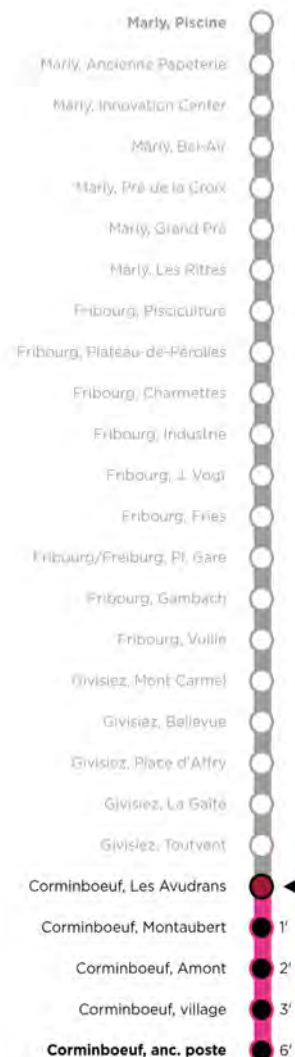 Marly, Piscine
Marly, Ancienne Papeterie
Marly, Innovation Center
Marly, Bel-Air
Marly, Pré de la Croix
Marly, Grand Pré
Marly, Les Rittes
Fribourg, Pisciculture
Fribourg, Plateau-de-Pérolles
Fribourg, Charmettes
Fribourg, Industrie
Fribourg, J. Vogt
Fribourg, Fries
Fribourg/Freiburg, Pl. Gare
Fribourg, Gambach
Fribourg, Vuille
Givisiez, Mont Carmel
Givisiez, Bellevue
Givisiez, Place d'Affry
Givisiez, La Gaîté
Givisiez, Toutvent
Corminboeuf, Les Avudrans
Corminboeuf, Montaubert 1'
Corminboeuf, Amont 2'
Corminboeuf, village 3'
Corminboeuf, anc. poste 6'